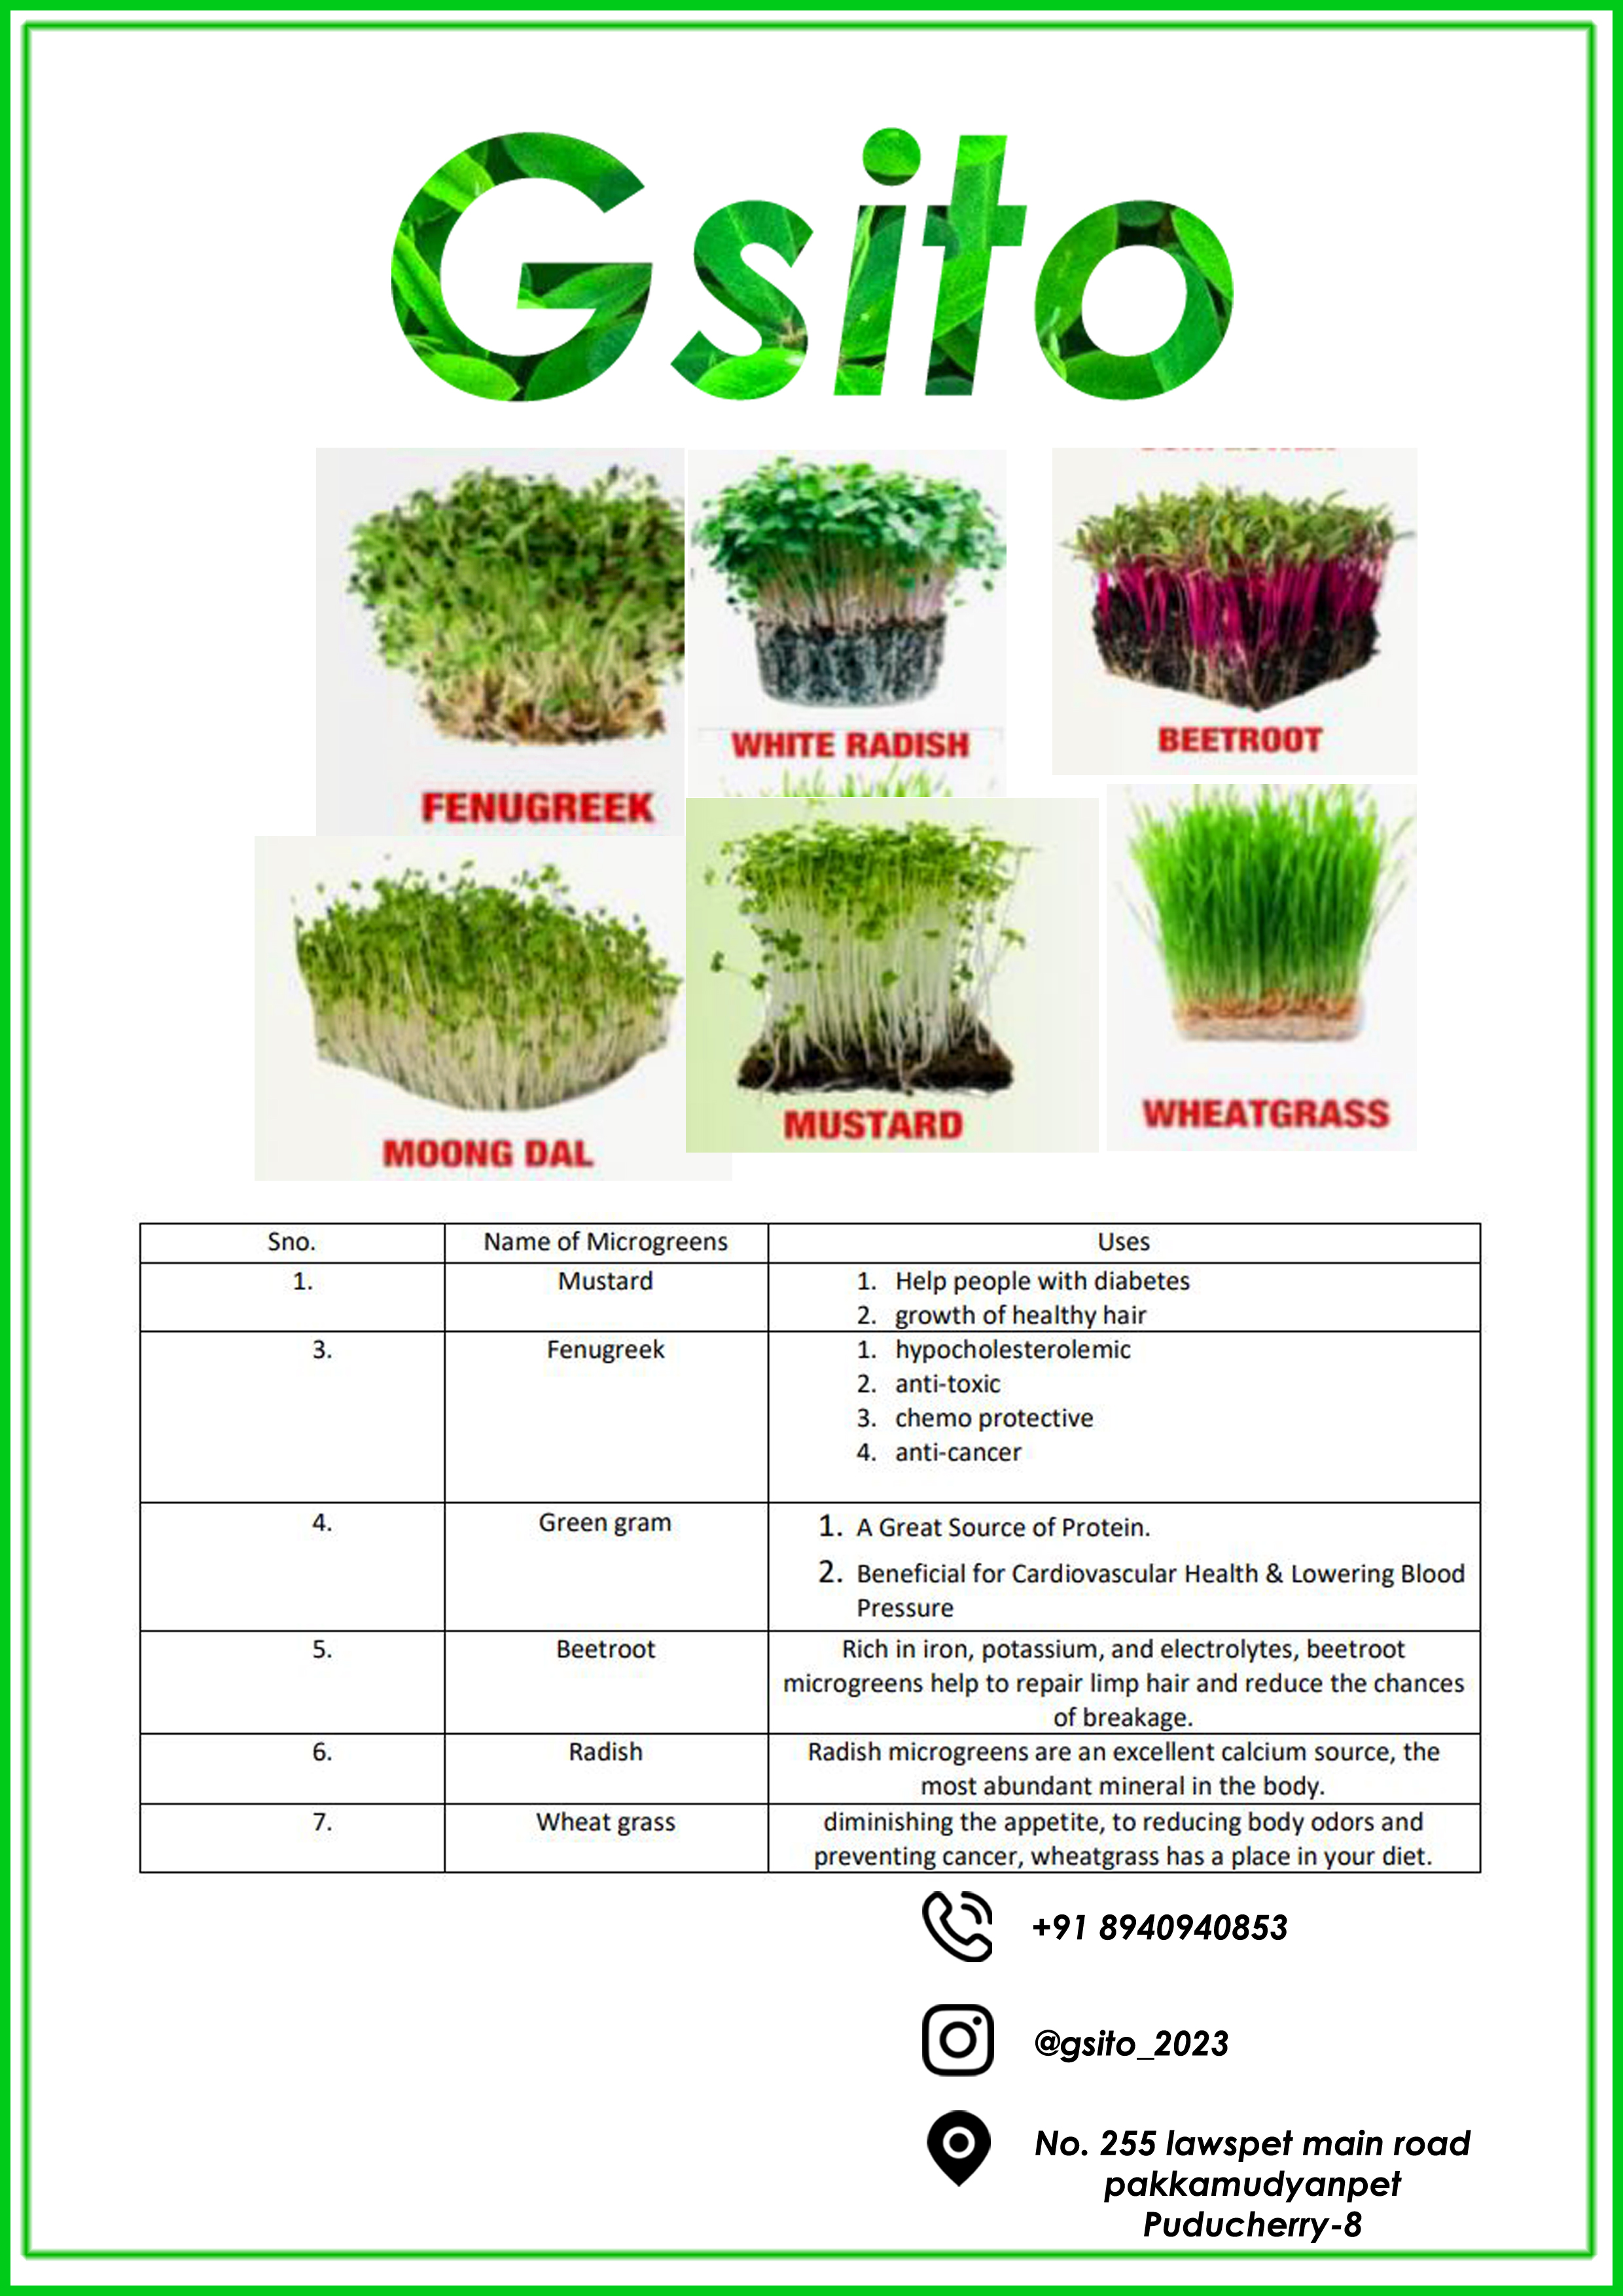 Gsito
FENUGREEK
WHITE RADISH
BEETROOT
MOONG DAL
MUSTARD
WHEATGRASS
Sno. Name of Microgreens Uses
1. Mustard 1. Help people with diabetes
2. growth of healthy hair
3. Fenugreek 1. hypocholesterolemic
2. anti-toxic
3. chemo protective
4. anti-cancer
4. Green gram 1. A Great Source of Protein.
2. Beneficial for Cardiovascular Health & Lowering Blood
Pressure
5. Beetroot Rich in iron, potassium, and electrolytes, beetroot
microgreens help to repair limp hair and reduce the chances
of breakage.
6. Radish Radish microgreens are an excellent calcium source, the
most abundant mineral in the body.
7. Wheat grass diminishing the appetite, to reducing body odors and
preventing cancer, wheatgrass has a place in your diet.
+91 8940940853
@gsito_2023
No. 255 lawspet main road
pakkamudyanpet
Puducherry-8